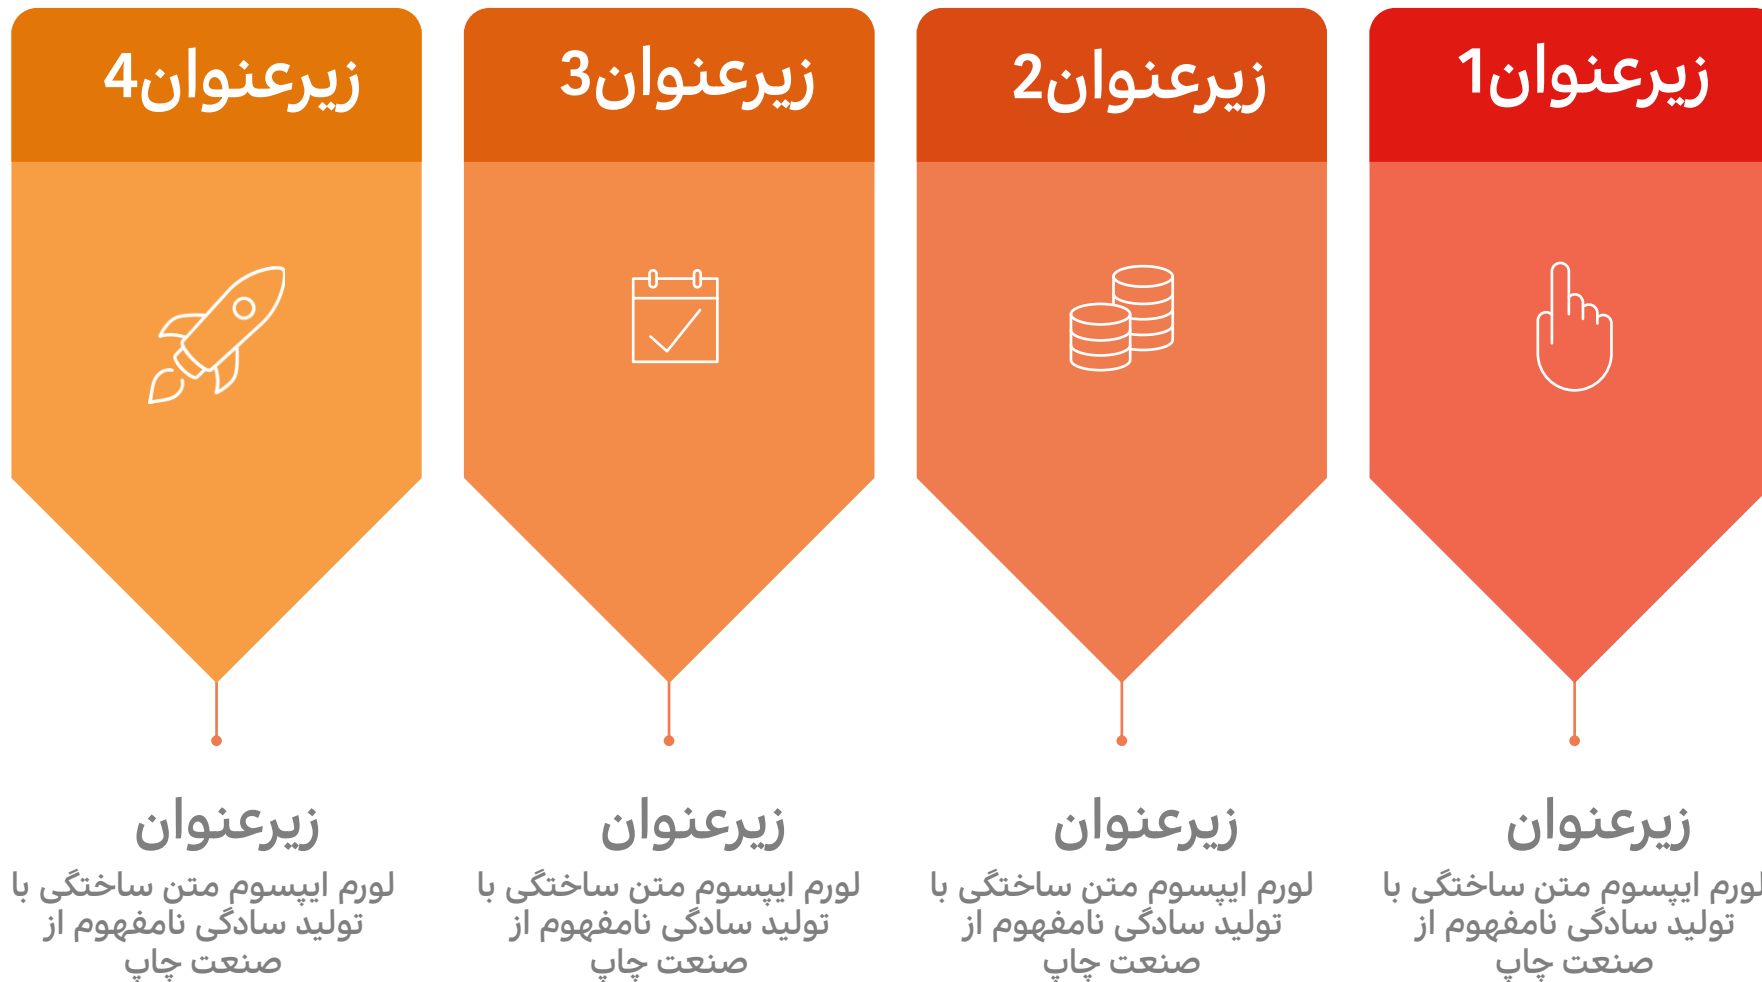 زیرعنوان1
زیرعنوان2
زیرعنوان3
زیرعنوان4
زیرعنوان
لورم ایپسوم متن ساختگی با
تولید سادگی نامفهوم از
صنعت چاپ
زیرعنوان
لورم ایپسوم متن ساختگی با
تولید سادگی نامفهوم از
صنعت چاپ
زیرعنوان
لورم ایپسوم متن ساختگی با
تولید سادگی نامفهوم از
صنعت چاپ
زیرعنوان
لورم ایپسوم متن ساختگی با
تولید سادگی نامفهوم از
صنعت چاپ